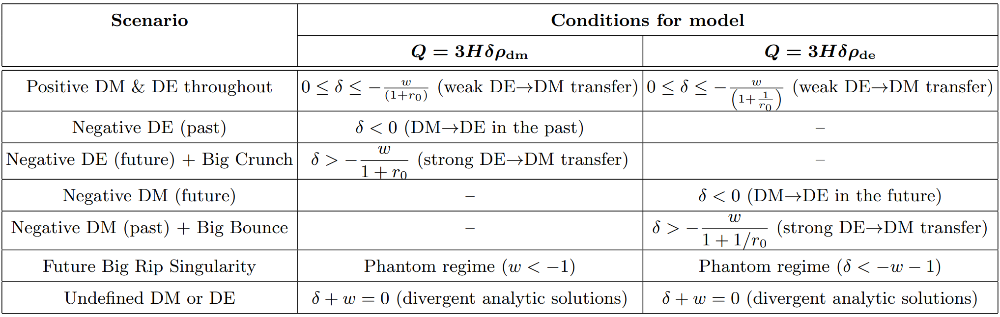 Scenario Conditions for model
Q = 3Hδρ_dm Q = 3Hδρ_de
Positive DM & DE throughout 0 ≤ δ ≤ −w/(1+r₀) (weak DE→DM transfer) 0 ≤ δ ≤ −w/(1+1/r₀) (weak DE→DM transfer)
Negative DE (past) δ < 0 (DM→DE in the past) –
Negative DE (future) + Big Crunch δ > −w/(1 + r₀) (strong DE→DM transfer) –
Negative DM (future) – δ < 0 (DM→DE in the future)
Negative DM (past) + Big Bounce – δ > −w/(1 + 1/r₀) (strong DE→DM transfer)
Future Big Rip Singularity Phantom regime (w < −1) Phantom regime (δ < −w − 1)
Undefined DM or DE δ + w = 0 (divergent analytic solutions) δ + w = 0 (divergent analytic solutions)